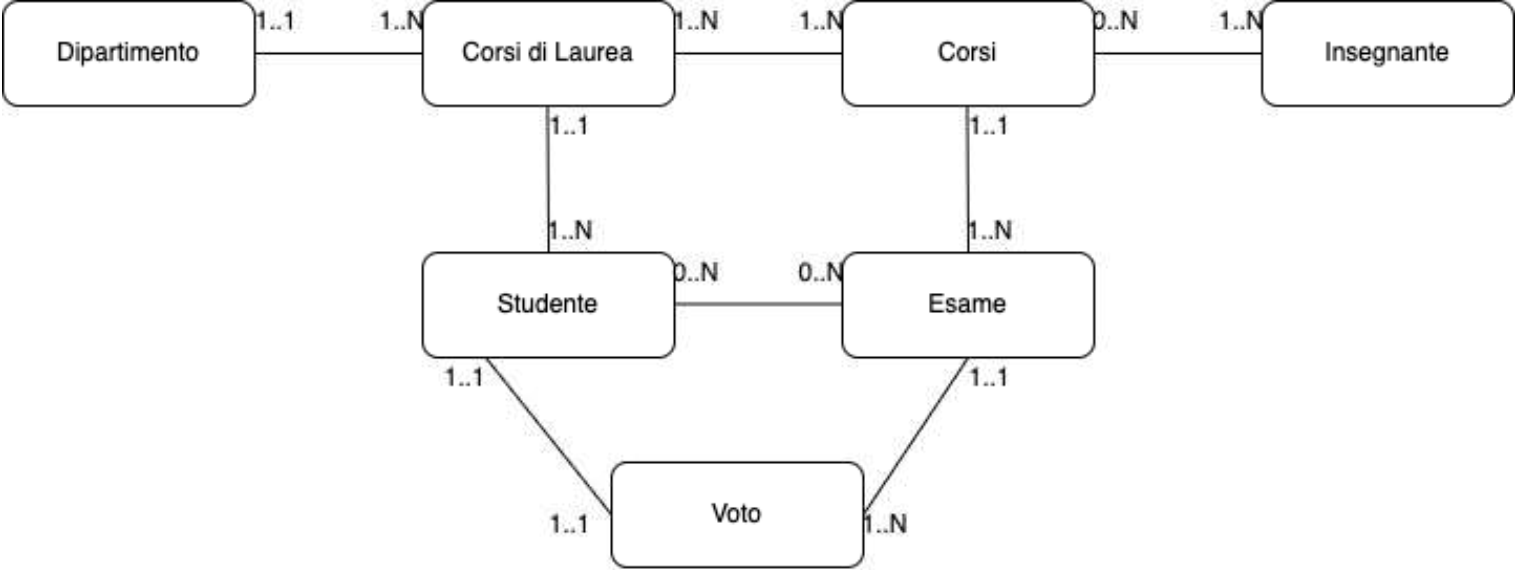 1..1 1..N 1..N 1..N 0..N 1..N
Dipartimento Corsi di Laurea Corsi Insegnante
1..1 1..1
1..N 1..N
0..N 0..N
Studente Esame
1..1 1..1
Voto
1..1 1..N